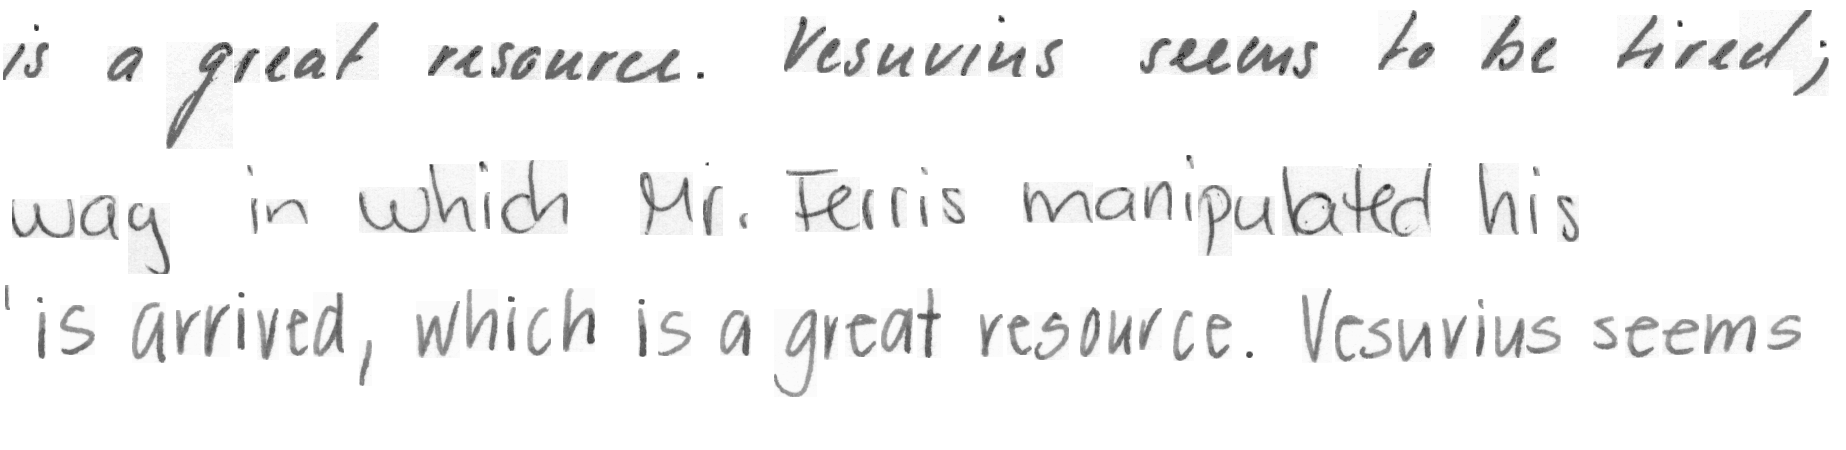 is a great resource. Vesuvius seems to be tired;
way in which Mr. Ferris manipulated his
' is arrived, which is a great resource. Vesuvius seems